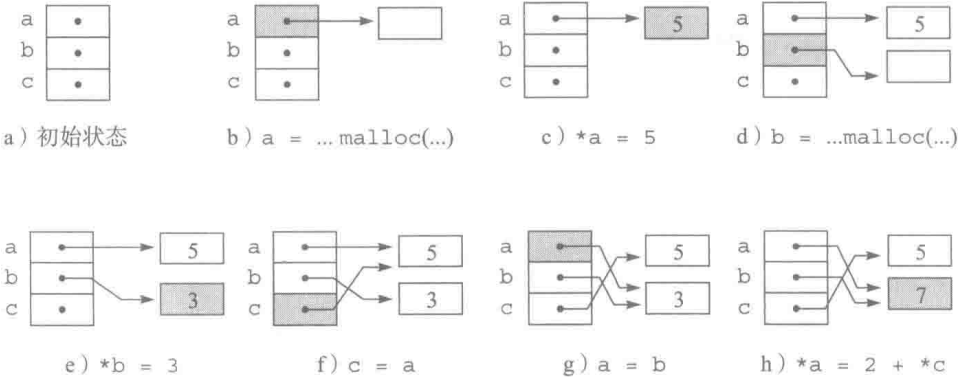 a
b
c
a）初始状态
a
b
c
b）a = ... malloc(...)
a
b
c
5
c）*a = 5
a
b
c
5
d）b = ...malloc(...)
a
b
c
5
3
e）*b = 3
a
b
c
5
3
f）c = a
a
b
c
5
3
g）a = b
a
b
c
5
7
h）*a = 2 + *c